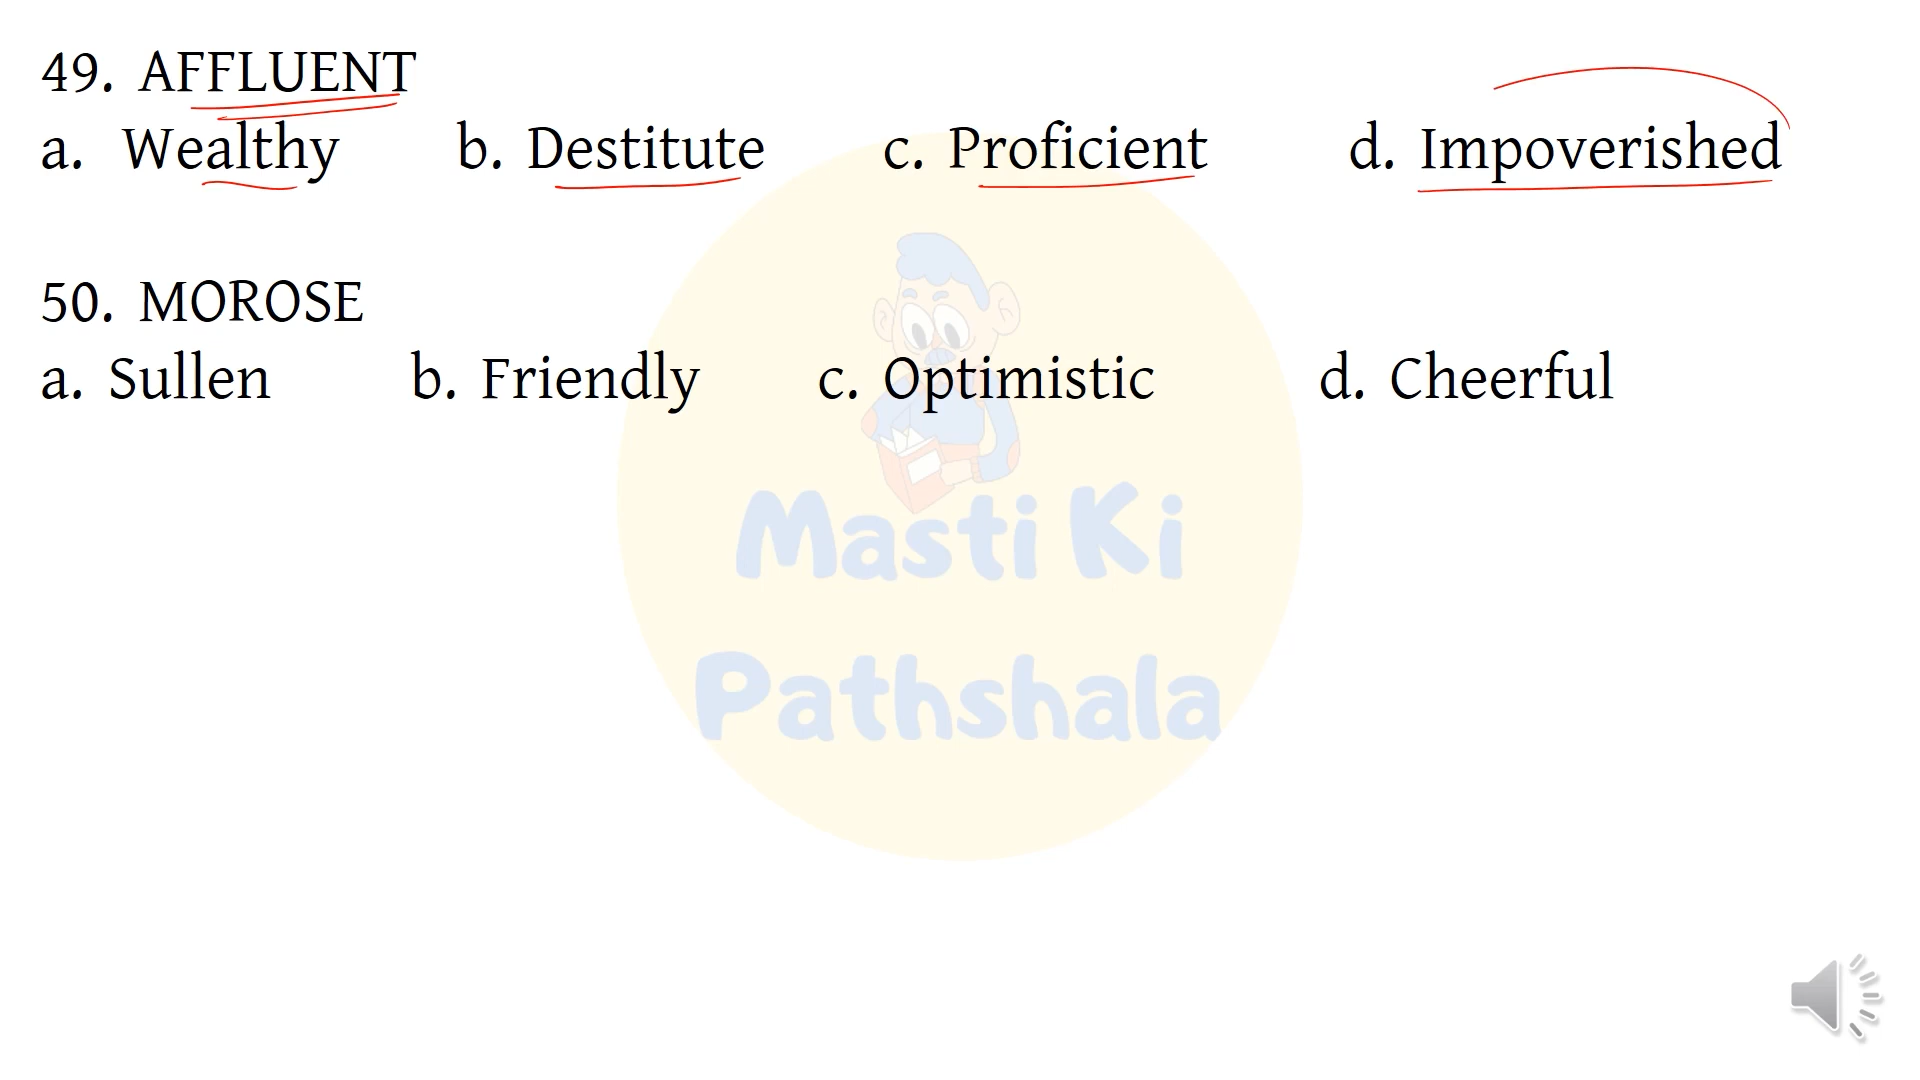 49. AFFLUENT
a. Wealthy b. Destitute c. Proficient d. Impoverished
50. MOROSE
a. Sullen b. Friendly c. Optimistic d. Cheerful
Masti Ki
Pathshala